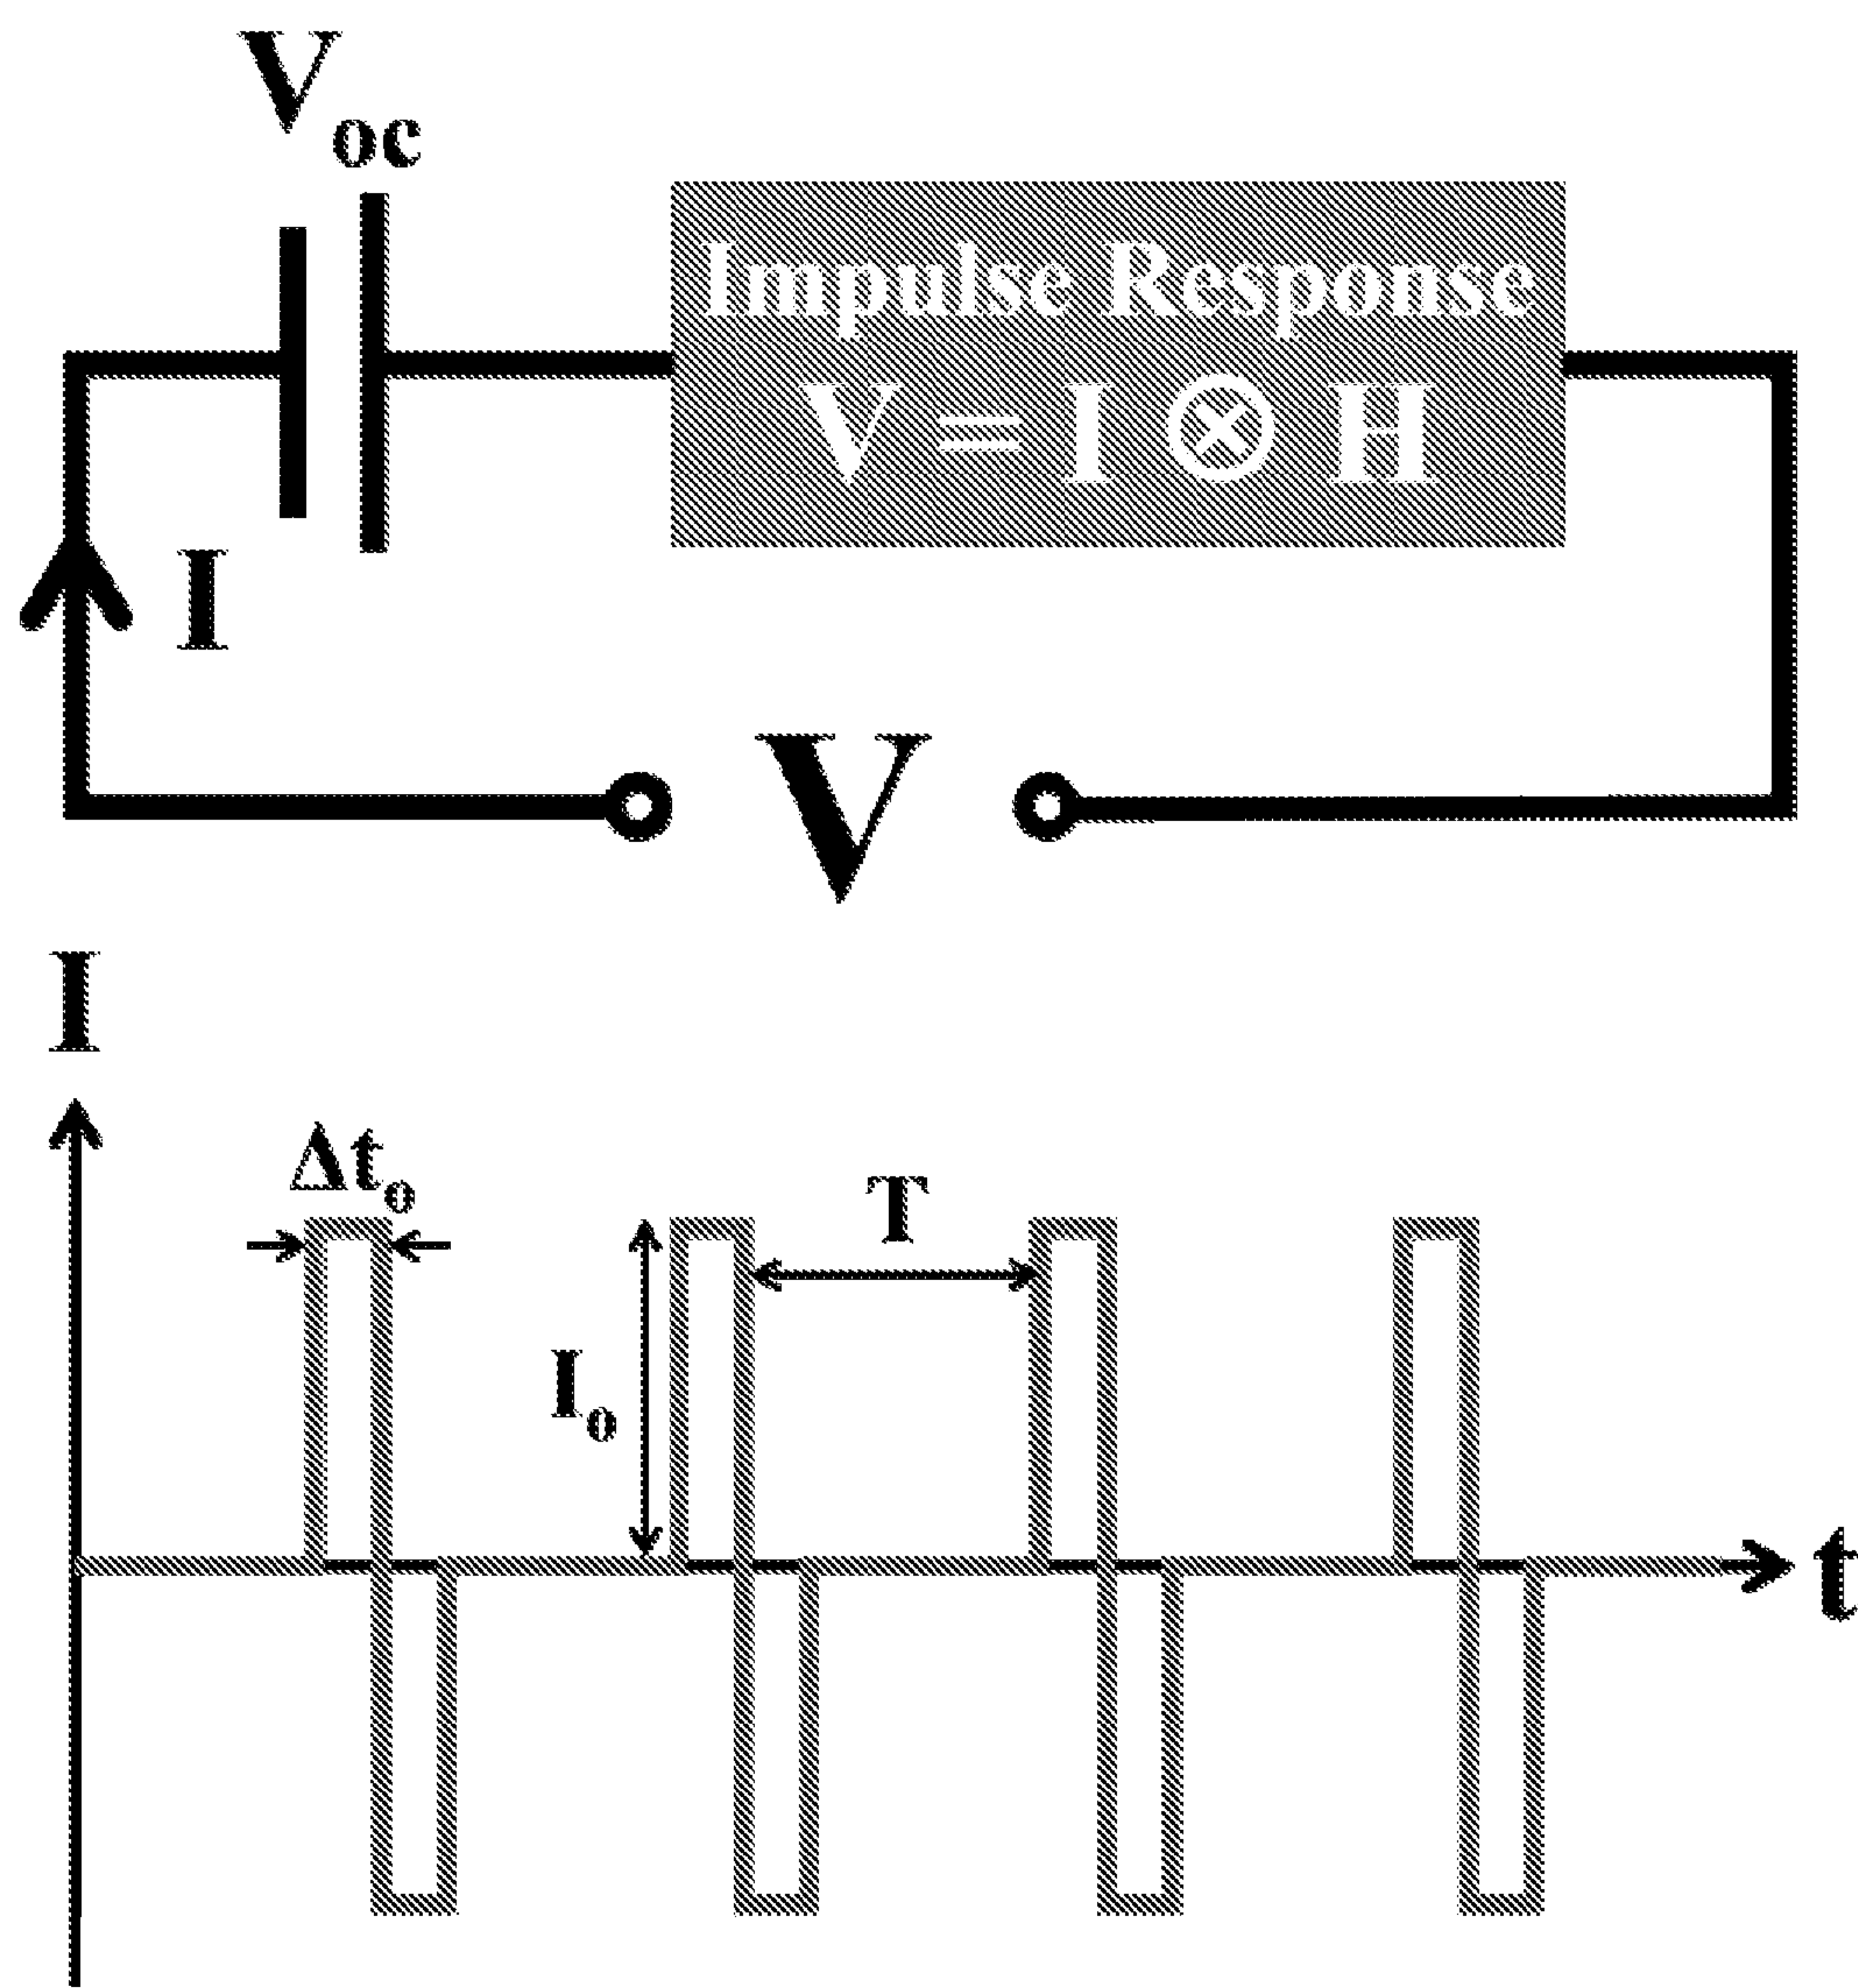 Voc
Impulse Response
V = I ⊗ H
I
V
I
Δto
T
Io
t